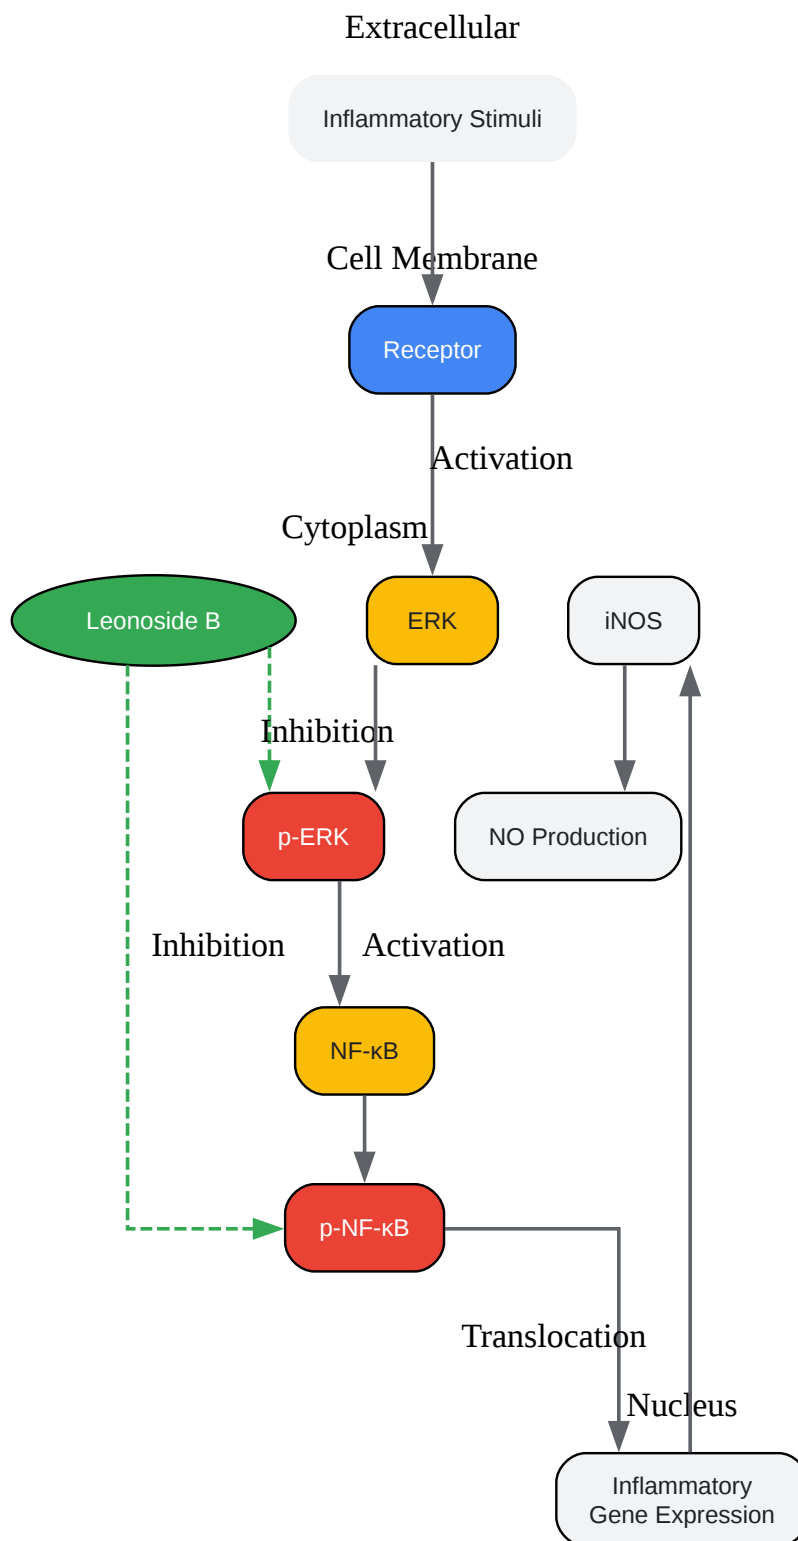 Extracellular
Inflammatory Stimuli
Cell Membrane
Receptor
Activation
Cytoplasm
Leonoside B
ERK
iNOS
Inhibition
p-ERK
NO Production
Inhibition
Activation
NF-κB
p-NF-κB
Translocation
Nucleus
Inflammatory
Gene Expression